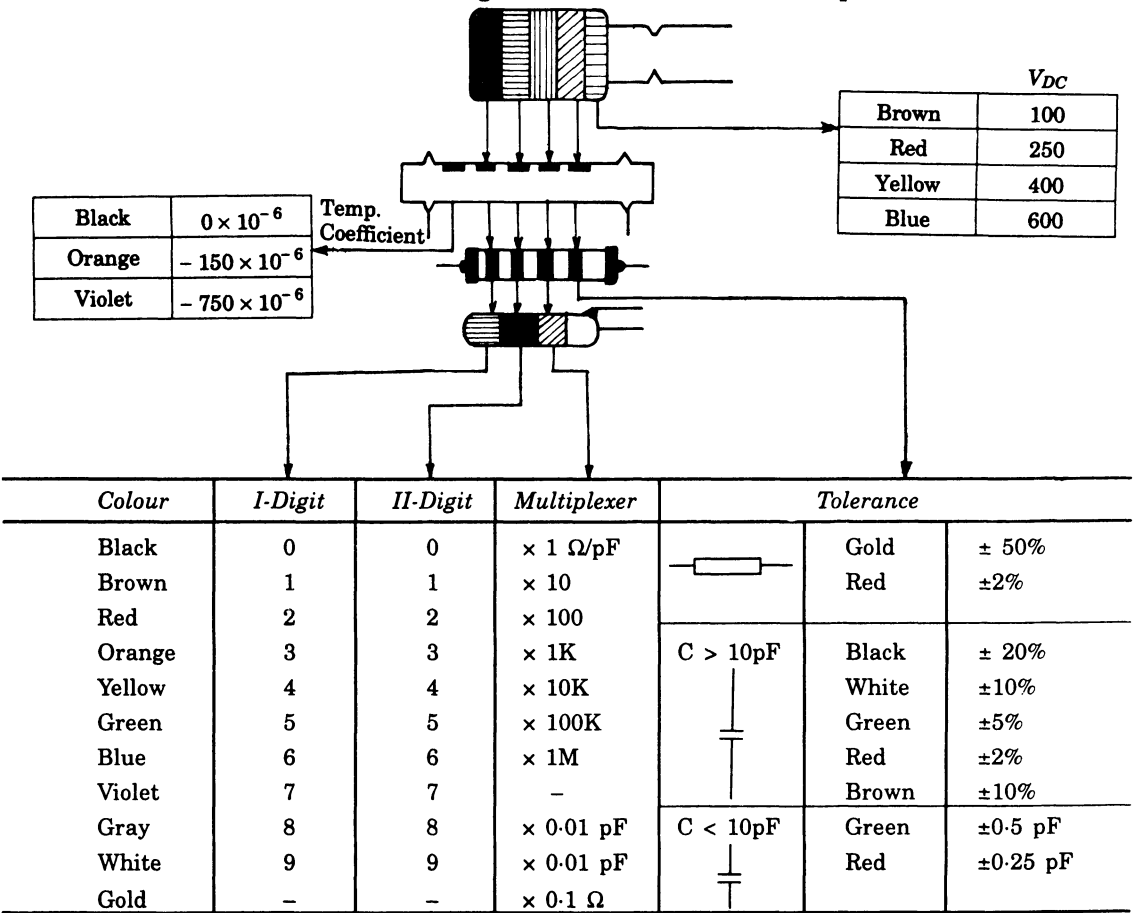 V_DC
Brown 100
Red 250
Yellow 400
Blue 600
Black 0 × 10⁻⁶
Orange − 150 × 10⁻⁶
Violet − 750 × 10⁻⁶
Temp.
Coefficient
Colour I-Digit II-Digit Multiplexer Tolerance
Black 0 0 × 1 Ω/pF Gold ± 50%
Brown 1 1 × 10 Red ±2%
Red 2 2 × 100
Orange 3 3 × 1K C > 10pF Black ± 20%
Yellow 4 4 × 10K White ±10%
Green 5 5 × 100K Green ±5%
Blue 6 6 × 1M Red ±2%
Violet 7 7 – Brown ±10%
Gray 8 8 × 0·01 pF C < 10pF Green ±0·5 pF
White 9 9 × 0·01 pF Red ±0·25 pF
Gold – – × 0·1 Ω